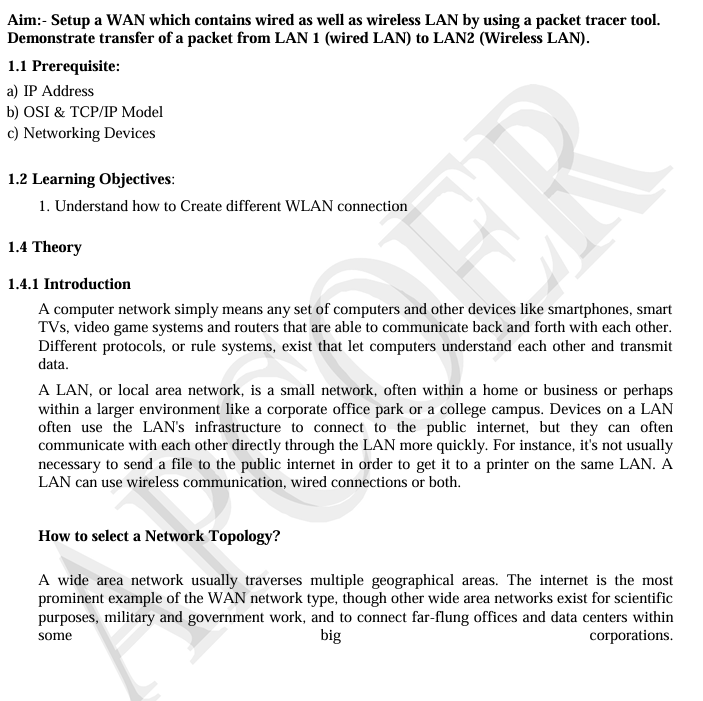 Aim:- Setup a WAN which contains wired as well as wireless LAN by using a packet tracer tool.
Demonstrate transfer of a packet from LAN 1 (wired LAN) to LAN2 (Wireless LAN).
1.1 Prerequisite:
a) IP Address
b) OSI & TCP/IP Model
c) Networking Devices
1.2 Learning Objectives:
1. Understand how to Create different WLAN connection
1.4 Theory
1.4.1 Introduction
A computer network simply means any set of computers and other devices like smartphones, smart
TVs, video game systems and routers that are able to communicate back and forth with each other.
Different protocols, or rule systems, exist that let computers understand each other and transmit
data.
A LAN, or local area network, is a small network, often within a home or business or perhaps
within a larger environment like a corporate office park or a college campus. Devices on a LAN
often use the LAN's infrastructure to connect to the public internet, but they can often
communicate with each other directly through the LAN more quickly. For instance, it's not usually
necessary to send a file to the public internet in order to get it to a printer on the same LAN. A
LAN can use wireless communication, wired connections or both.
How to select a Network Topology?
A wide area network usually traverses multiple geographical areas. The internet is the most
prominent example of the WAN network type, though other wide area networks exist for scientific
purposes, military and government work, and to connect far-flung offices and data centers within
some big corporations.
APCOER